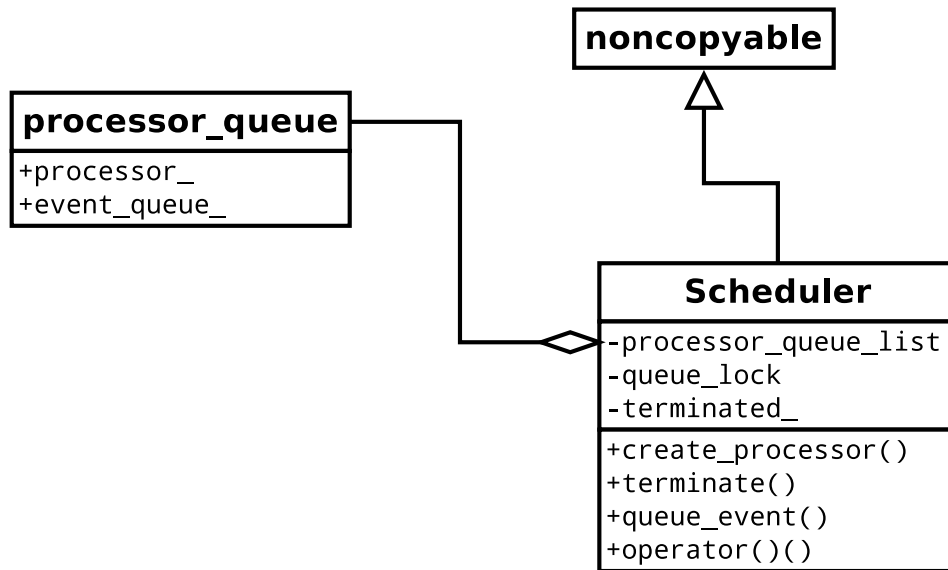 noncopyable
processor_queue
+processor_
+event_queue_
Scheduler
-processor_queue_list
-queue_lock
-terminated_
+create_processor()
+terminate()
+queue_event()
+operator()()